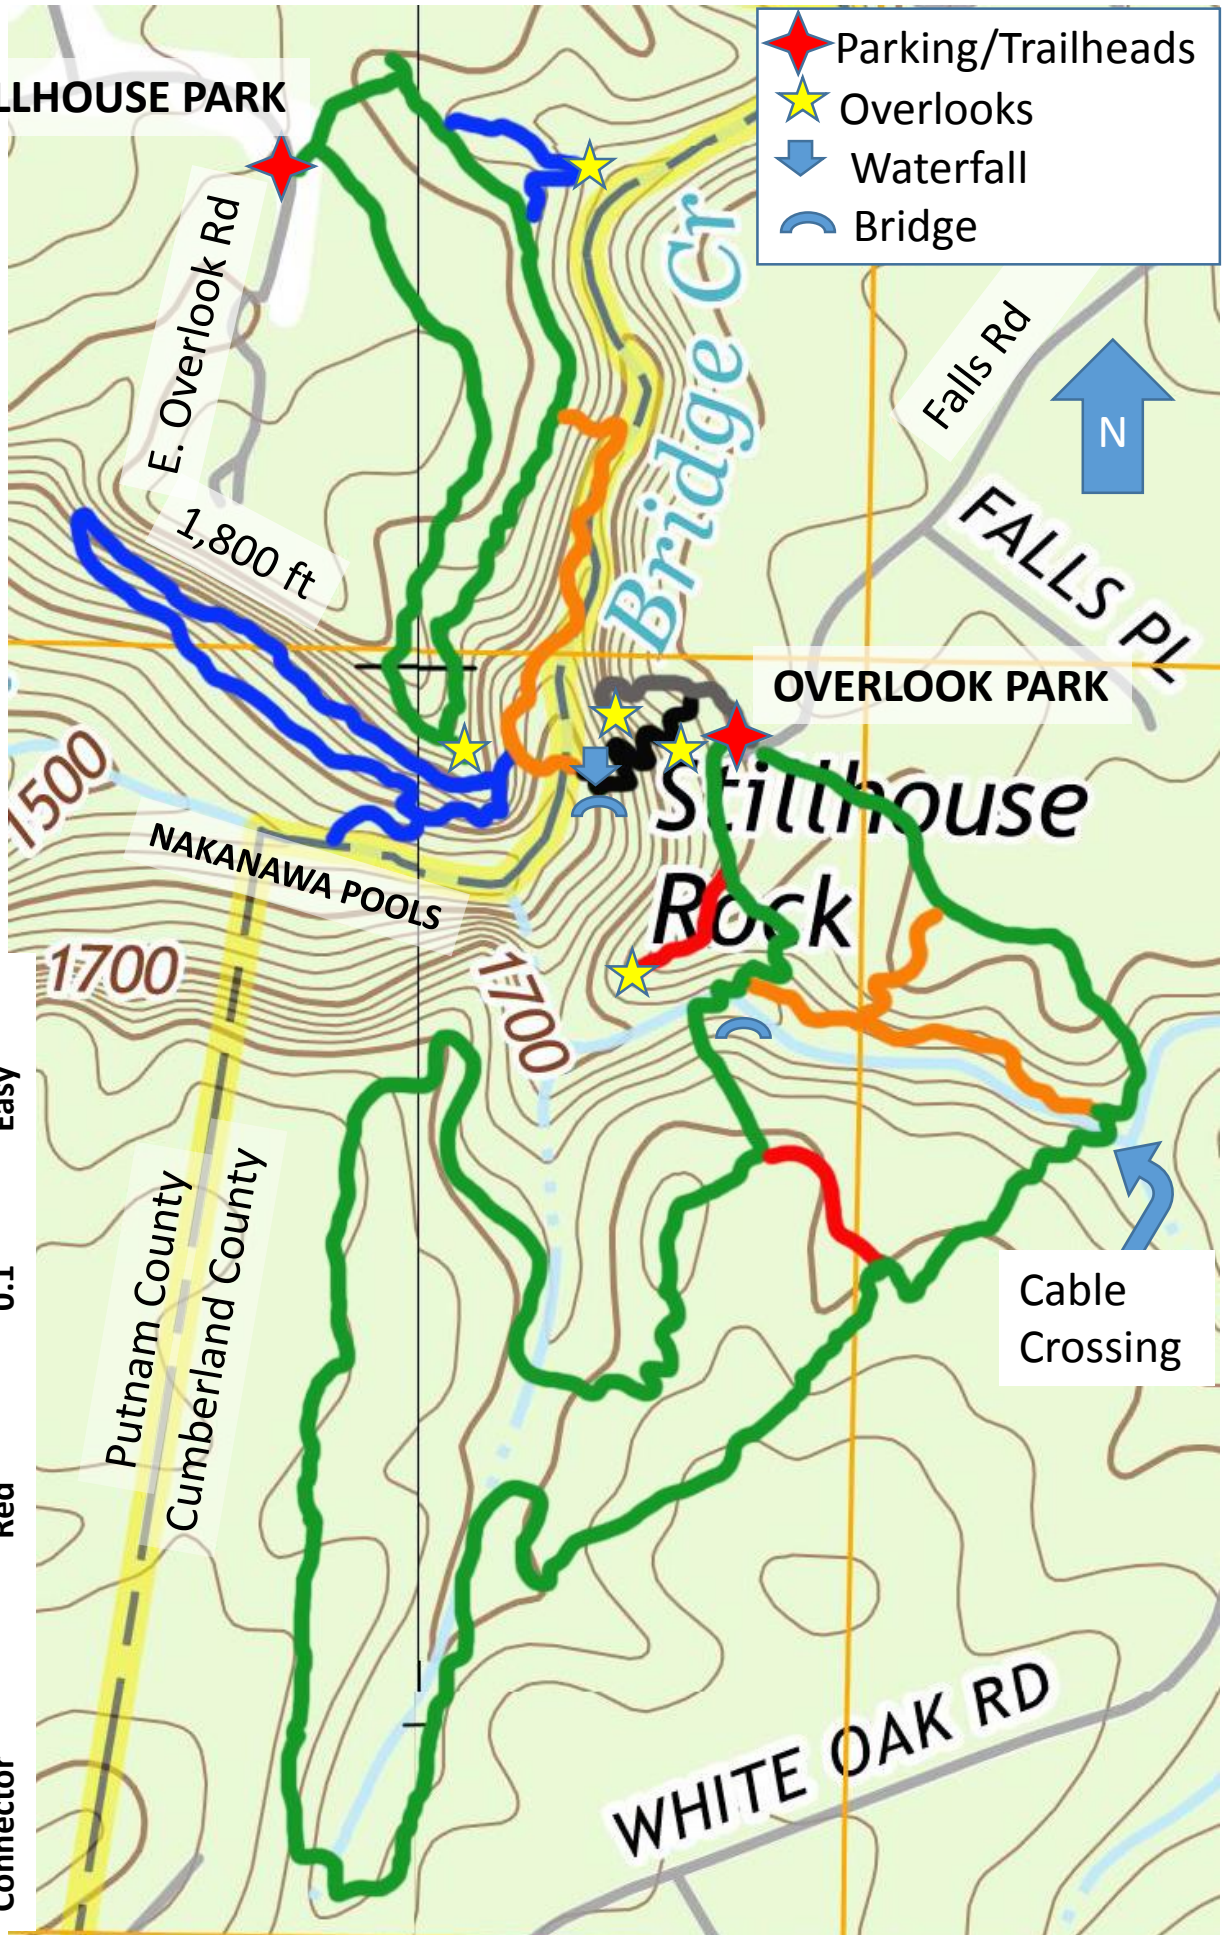 Parking/Trailheads
Overlooks
Waterfall
Bridge
LLHOUSE PARK
E. Overlook Rd
Bridge Cr
Falls Rd
N
1,800 ft
FALLS PL
OVERLOOK PARK
Stillhouse
Rock
1500
NAKANAWA POOLS
1700
1700
Easy
Putnam County
Cumberland County
0.1
Cable
Crossing
Red
WHITE OAK RD
Connector